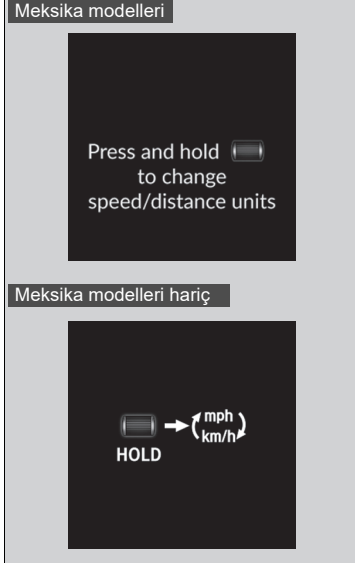 Meksika modelleri
Press and hold
to change
speed/distance units
Meksika modelleri hariç
mph
km/h
HOLD